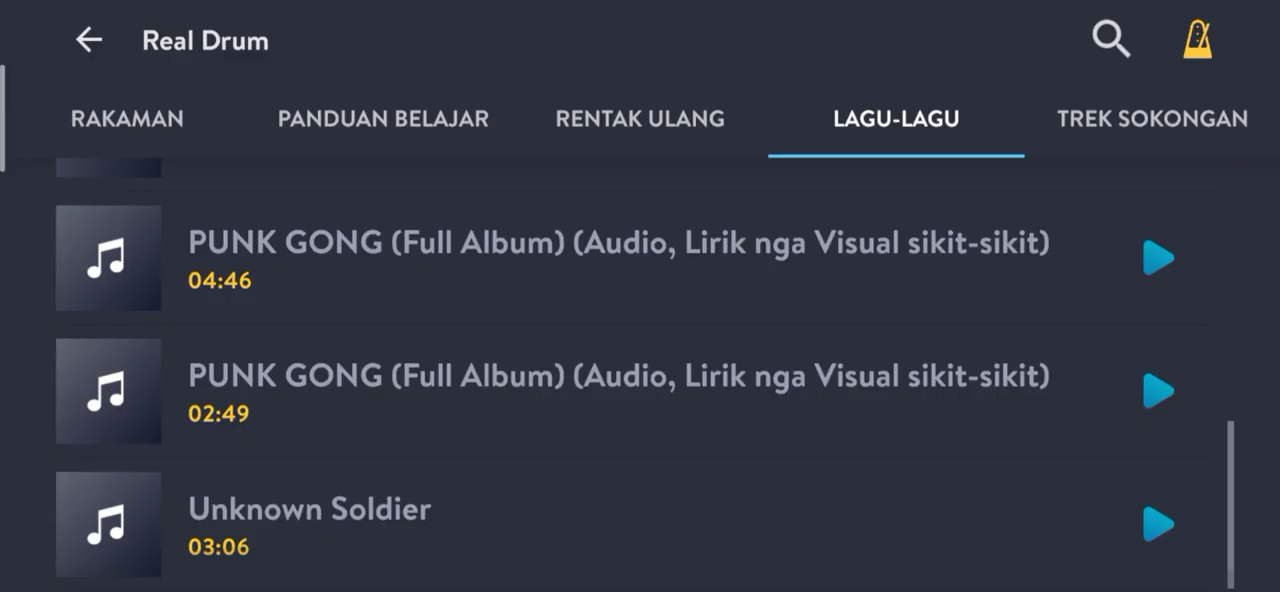 Real Drum
RAKAMAN PANDUAN BELAJAR RENTAK ULANG LAGU-LAGU TREK SOKONGAN
PUNK GONG (Full Album) (Audio, Lirik nga Visual sikit-sikit)
04:46
PUNK GONG (Full Album) (Audio, Lirik nga Visual sikit-sikit)
02:49
Unknown Soldier
03:06